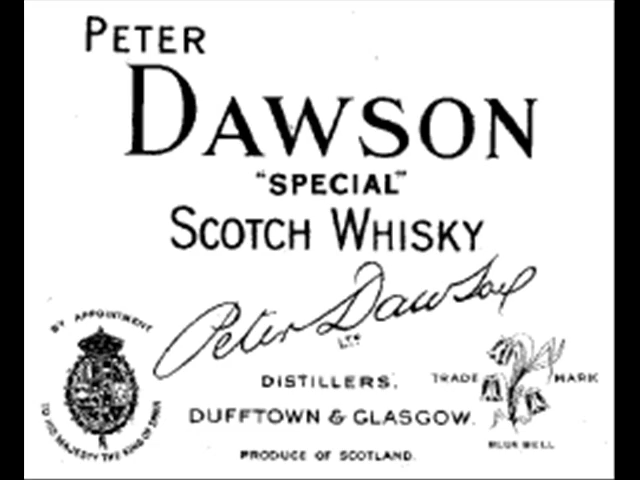 PETER
DAWSON
"SPECIAL"
SCOTCH WHISKY
Peter Dawson
LTD
BY APPOINTMENT
TO HIS MAJESTY THE KING OF SPAIN
DISTILLERS,
DUFFTOWN & GLASGOW.
TRADE MARK
BLUE BELL
PRODUCE OF SCOTLAND.